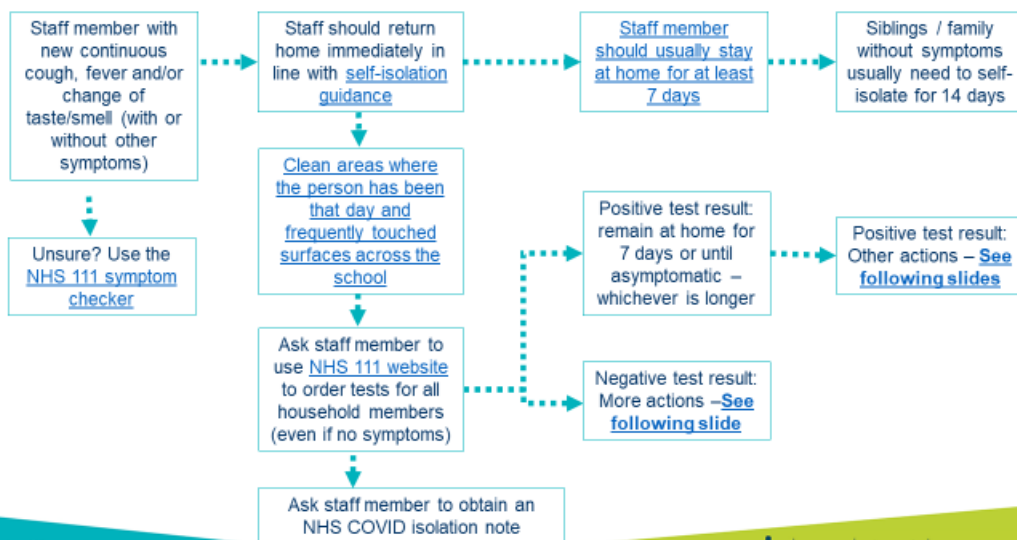 Staff member with
new continuous
cough, fever and/or
change of
taste/smell (with or
without other
symptoms)
Unsure? Use the
NHS 111 symptom
checker
Staff should return
home immediately in
line with self-isolation
guidance
Clean areas where
the person has been
that day and
frequently touched
surfaces across the
school
Ask staff member to
use NHS 111 website
to order tests for all
household members
(even if no symptoms)
Ask staff member to obtain an
NHS COVID isolation note
Staff member
should usually stay
at home for at least
7 days
Siblings / family
without symptoms
usually need to self-
isolate for 14 days
Positive test result:
remain at home for
7 days or until
asymptomatic –
whichever is longer
Positive test result:
Other actions – See
following slides
Negative test result:
More actions –See
following slide